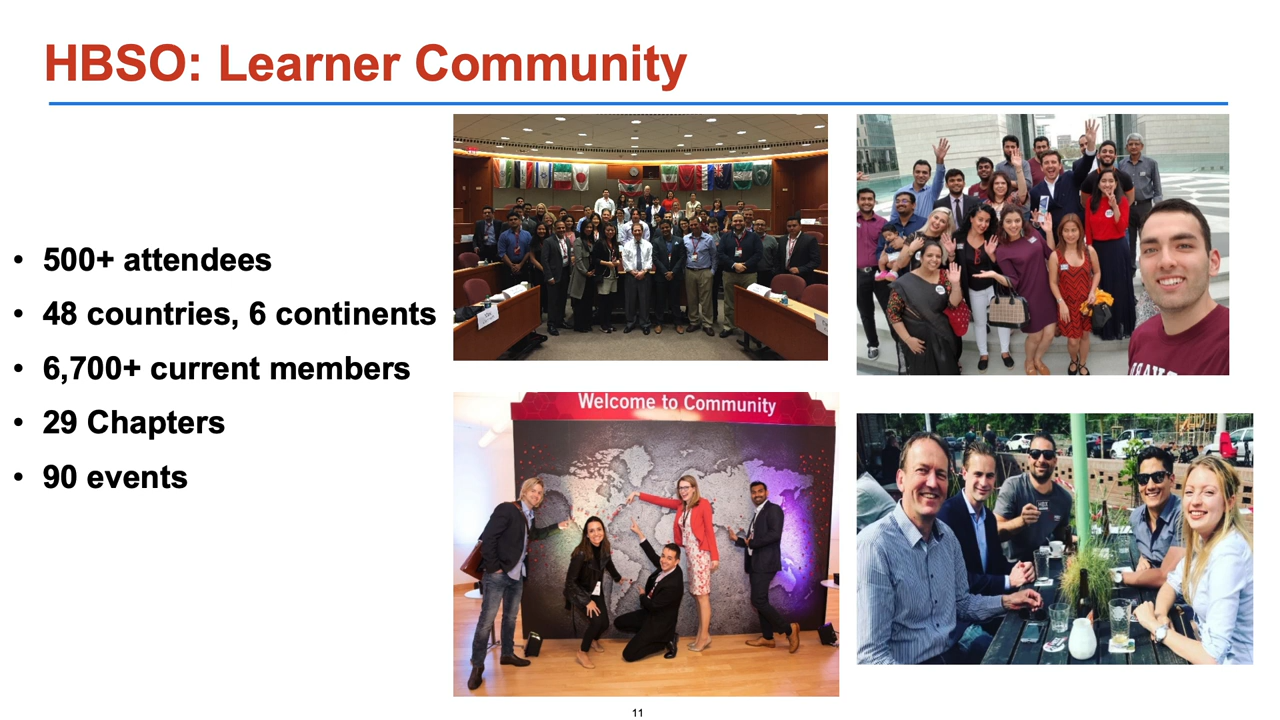 HBSO: Learner Community
• 500+ attendees
• 48 countries, 6 continents
• 6,700+ current members
• 29 Chapters
• 90 events
Welcome to Community
11